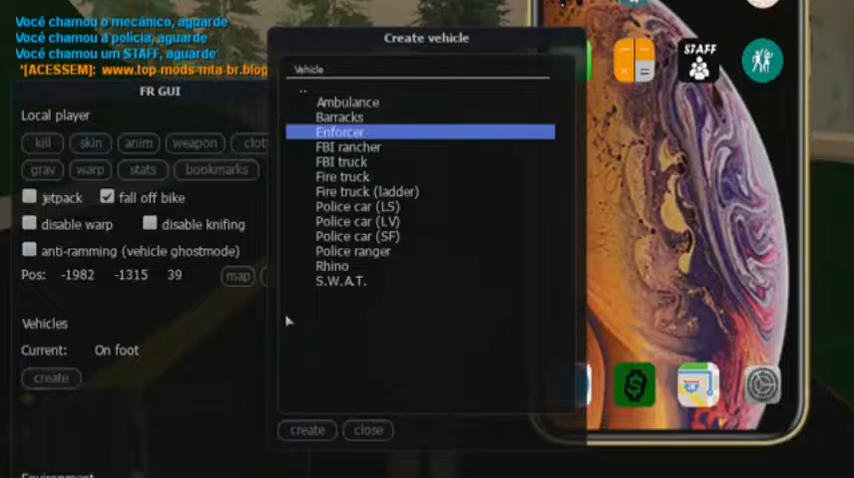 Você chamou o mecânico, aguarde
Você chamou a polícia, aguarde
Você chamou um STAFF, aguarde
*[ACESSEM]: www.top-mods-mta-br.blog
FR GUI
Local player
kill skin anim weapon clot
grav warp stats bookmarks
jetpack fall off bike
disable warp disable knifing
anti-ramming (vehicle ghostmode)
Pos: -1982 -1315 39 map
Vehicles
Current: On foot
create
Environment
Create vehicle
Vehicle
..
Ambulance
Barracks
Enforcer
FBI rancher
FBI truck
Fire truck
Fire truck (ladder)
Police car (LS)
Police car (LV)
Police car (SF)
Police ranger
Rhino
S.W.A.T.
create close
STAFF